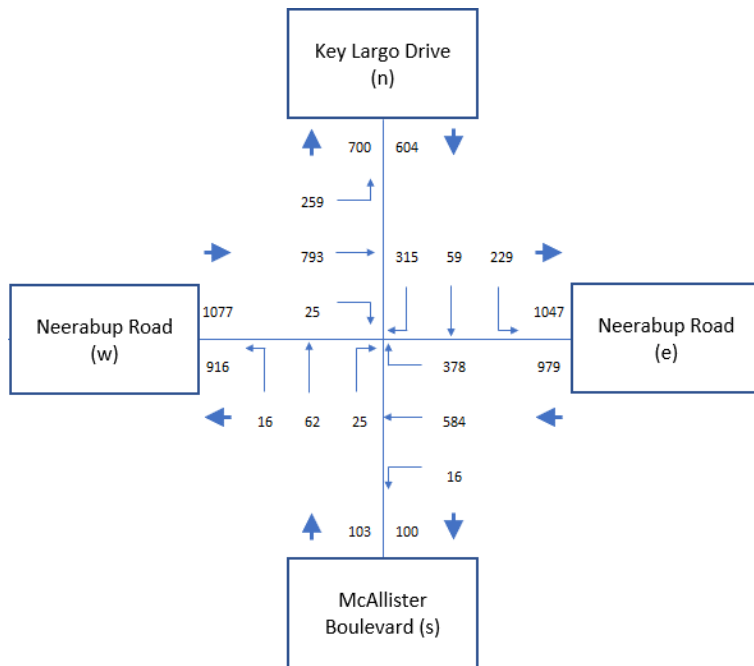 Key Largo Drive
(n)
700 604
259
793 315 59 229
1077 25 1047
Neerabup Road
(w)
Neerabup Road
(e)
916 378 979
16 62 25 584
16
103 100
McAllister
Boulevard (s)